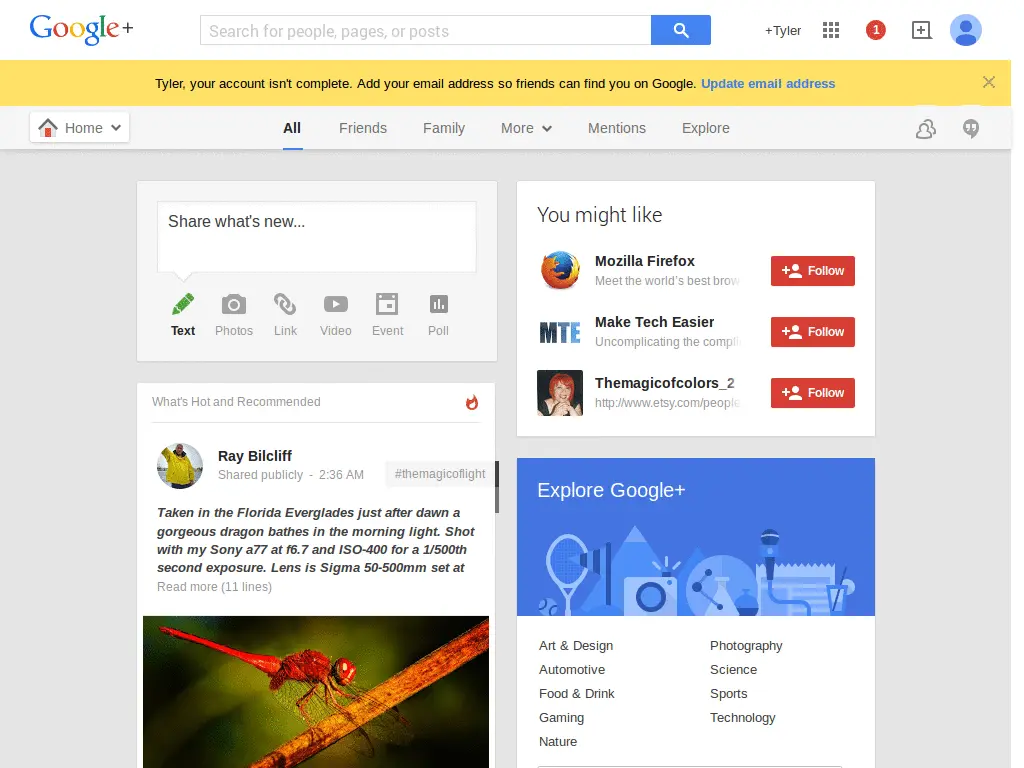 Google+
Search for people, pages, or posts
+Tyler
1
Tyler, your account isn't complete. Add your email address so friends can find you on Google. Update email address
Home
All
Friends
Family
More
Mentions
Explore
Share what's new...
Text
Photos
Link
Video
Event
Poll
What's Hot and Recommended
Ray Bilcliff
Shared publicly - 2:36 AM
#themagicoflight
Taken in the Florida Everglades just after dawn a
gorgeous dragon bathes in the morning light. Shot
with my Sony a77 at f6.7 and ISO-400 for a 1/500th
second exposure. Lens is Sigma 50-500mm set at
Read more (11 lines)
You might like
Mozilla Firefox
Meet the world's best brow
Follow
MTE
Make Tech Easier
Uncomplicating the compli
Follow
Themagicofcolors_2
http://www.etsy.com/people
Follow
Explore Google+
Art & Design
Automotive
Food & Drink
Gaming
Nature
Photography
Science
Sports
Technology